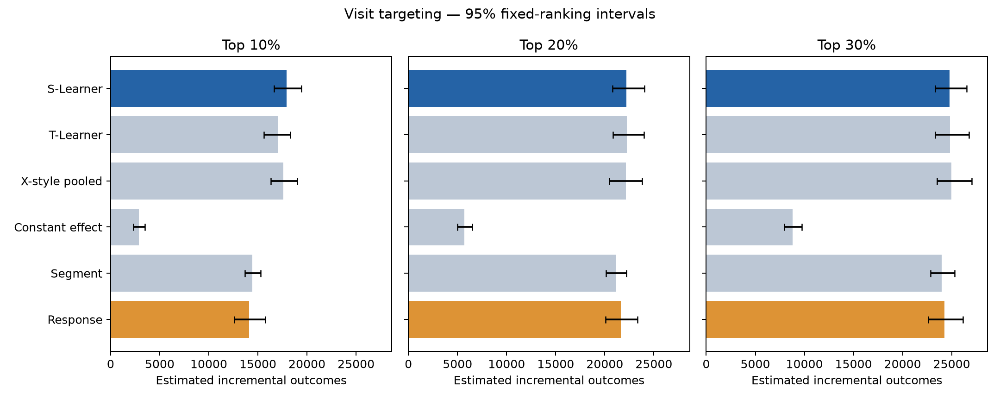 Visit targeting — 95% fixed-ranking intervals
Top 10%
Top 20%
Top 30%
S-Learner
T-Learner
X-style pooled
Constant effect
Segment
Response
0 5000 10000 15000 20000 25000
0 5000 10000 15000 20000 25000
0 5000 10000 15000 20000 25000
Estimated incremental outcomes
Estimated incremental outcomes
Estimated incremental outcomes